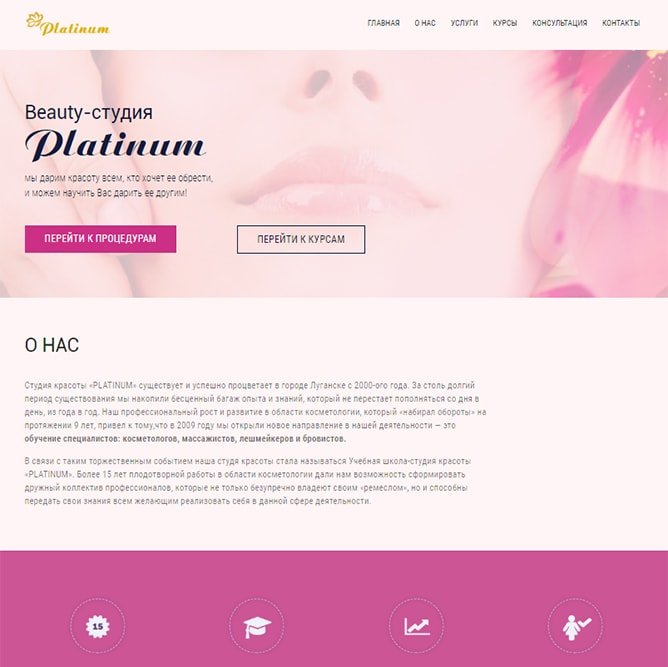 Platinum
ГЛАВНАЯ О НАС УСЛУГИ КУРСЫ КОНСУЛЬТАЦИЯ КОНТАКТЫ
Beauty-студия
Platinum
мы дарим красоту всем, кто хочет ее обрести,
и можем научить Вас дарить ее другим!
ПЕРЕЙТИ К ПРОЦЕДУРАМ ПЕРЕЙТИ К КУРСАМ
О НАС
Студия красоты «PLATINUM» существует и успешно процветает в городе Луганске с 2000-ого года. За столь долгий
период существования мы накопили бесценный багаж опыта и знаний, который не перестает пополняться со дня в
день, из года в год. Наш профессиональный рост и развитие в области косметологии, который «набирал обороты» на
протяжении 9 лет, привел к тому,что в 2009 году мы открыли новое направление в нашей деятельности — это
обучение специалистов: косметологов, массажистов, лешмейкеров и бровистов.
В связи с таким торжественным событием наша студя красоты стала называться Учебная школа-студия красоты
«PLATINUM». Более 15 лет плодотворной работы в области косметологии дали нам возможность сформировать
дружный коллектив профессионалов, которые не только безупречно владеют своим «ремеслом», но и способны
передать свои знания всем желающим реализовать себя в данной сфере деятельности.
15